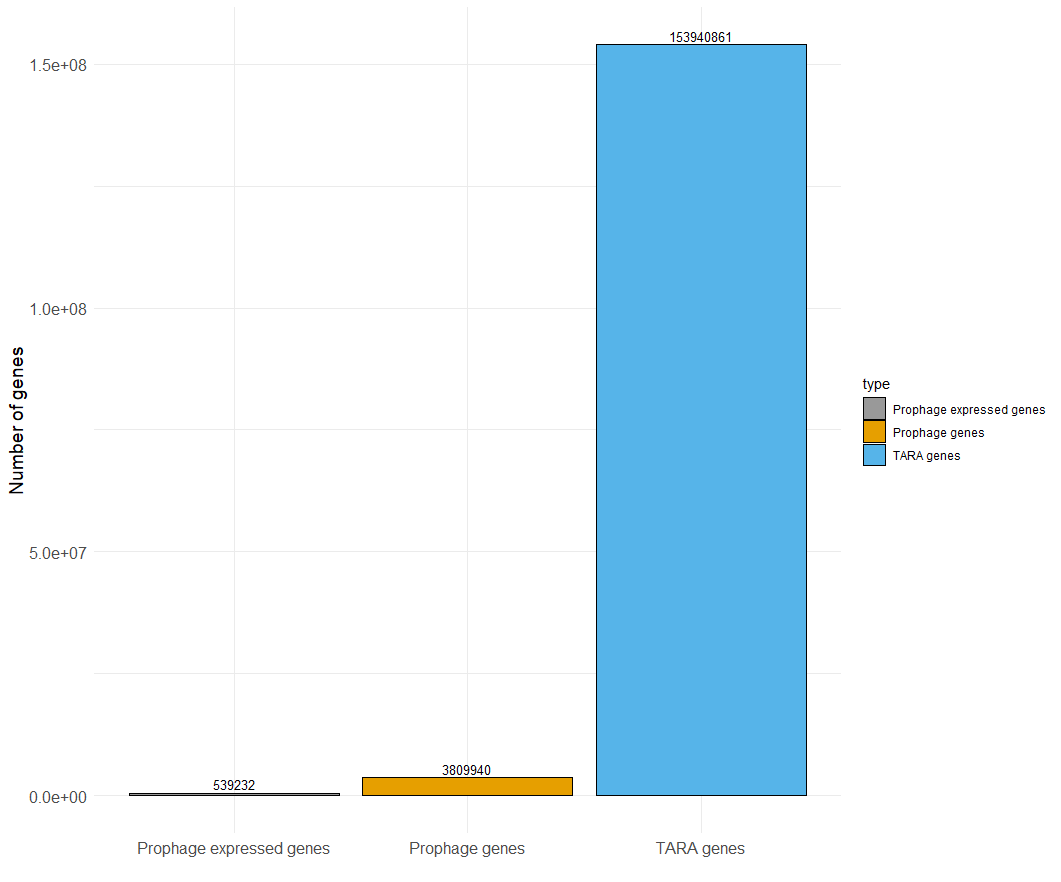 153940861
1.5e+08
1.0e+08
Number of genes
type
Prophage expressed genes
Prophage genes
TARA genes
5.0e+07
3809940
539232
0.0e+00
Prophage expressed genes
Prophage genes
TARA genes